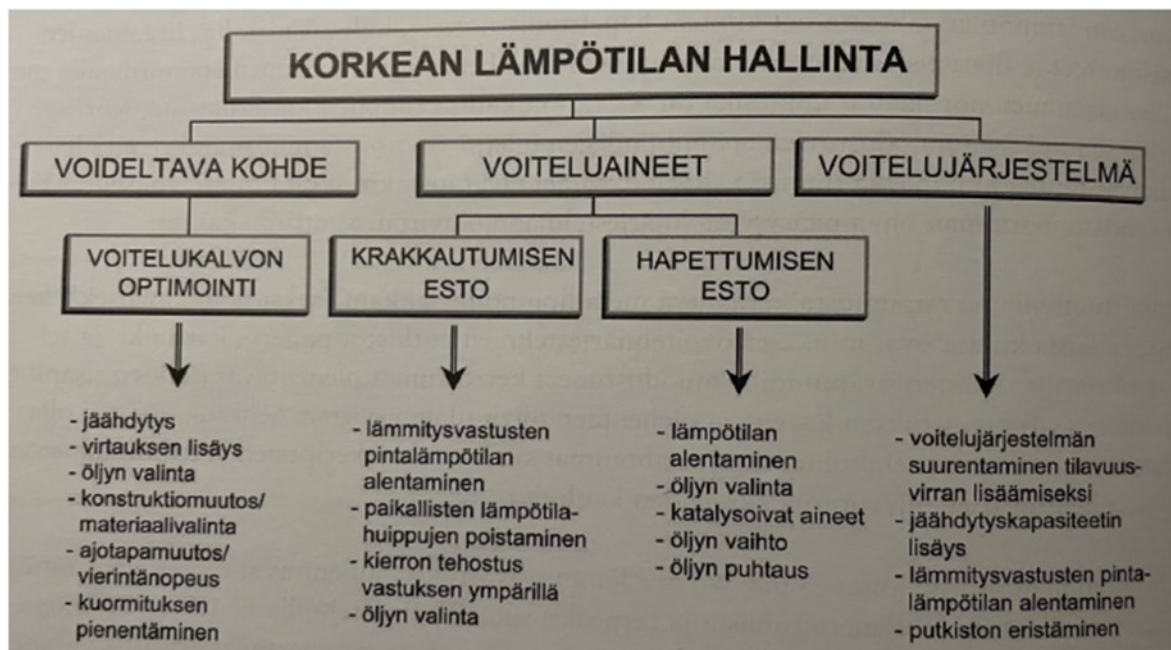 KORKEAN LÄMPÖTILAN HALLINTA
VOIDELTAVA KOHDE
VOITELUAINEET
VOITELUJÄRJESTELMÄ
VOITELUKALVON
OPTIMOINTI
KRAKKAUTUMISEN
ESTO
HAPETTUMISEN
ESTO
- jäähdytys
- virtauksen lisäys
- öljyn valinta
- konstruktiomuutos/
materiaalivalinta
- ajotapamuutos/
vierintänopeus
- kuormituksen
pienentäminen
- lämmitysvastusten
pintalämpötilan
alentaminen
- paikallisten lämpötila-
huippujen poistaminen
- kierron tehostus
vastuksen ympärillä
- öljyn valinta
- lämpötilan
alentaminen
- öljyn valinta
- katalysoivat aineet
- öljyn vaihto
- öljyn puhtaus
- voitelujärjestelmän
suurentaminen tilavuus-
virran lisäämiseksi
- jäähdytyskapasiteetin
lisäys
- lämmitysvastusten pinta-
lämpötilan alentaminen
- putkiston eristäminen